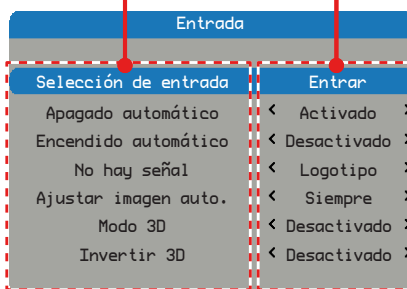 Entrada
Selección de entrada Entrar
Apagado automático < Activado >
Encendido automático < Desactivado >
No hay señal < Logotipo >
Ajustar imagen auto. < Siempre >
Modo 3D < Desactivado >
Invertir 3D < Desactivado >